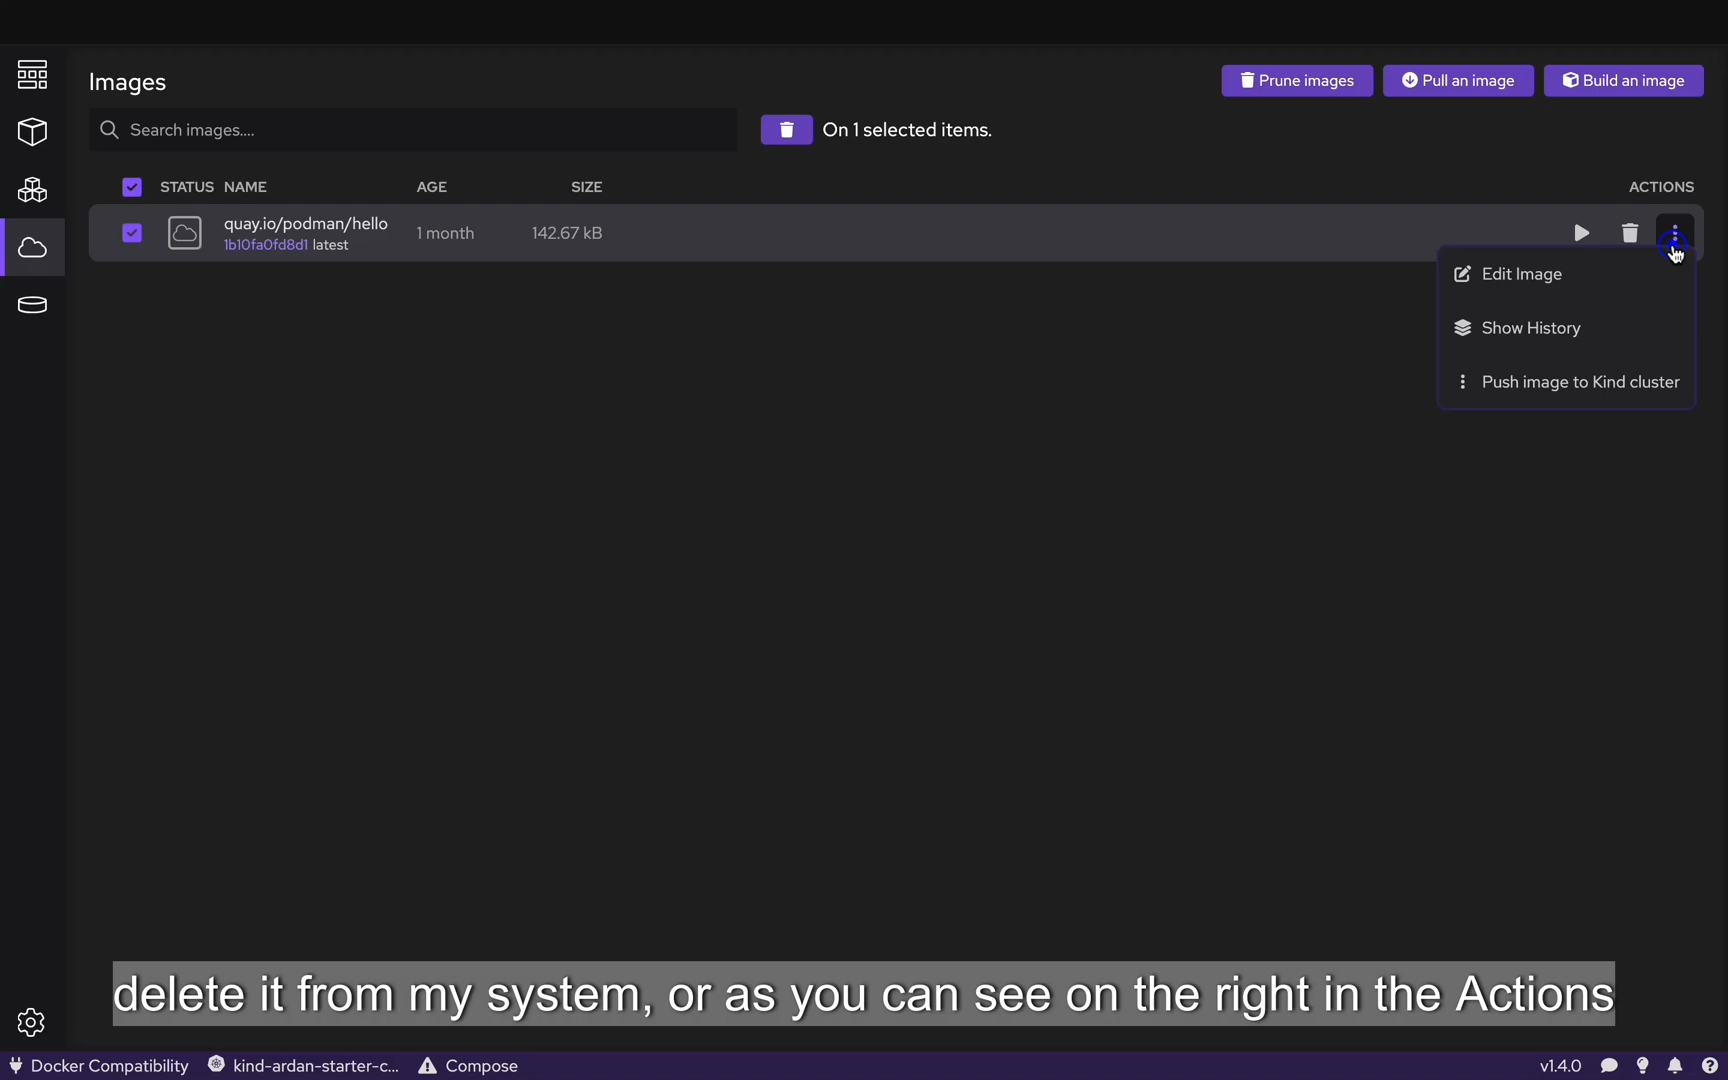 Images
Prune images
Pull an image
Build an image
Search images....
On 1 selected items.
STATUS NAME AGE SIZE ACTIONS
quay.io/podman/hello 1 month 142.67 kB
1b10fa0fd8d1 latest
Edit Image
Show History
Push image to Kind cluster
delete it from my system, or as you can see on the right in the Actions
Docker Compatibility kind-ardan-starter-c... Compose v1.4.0